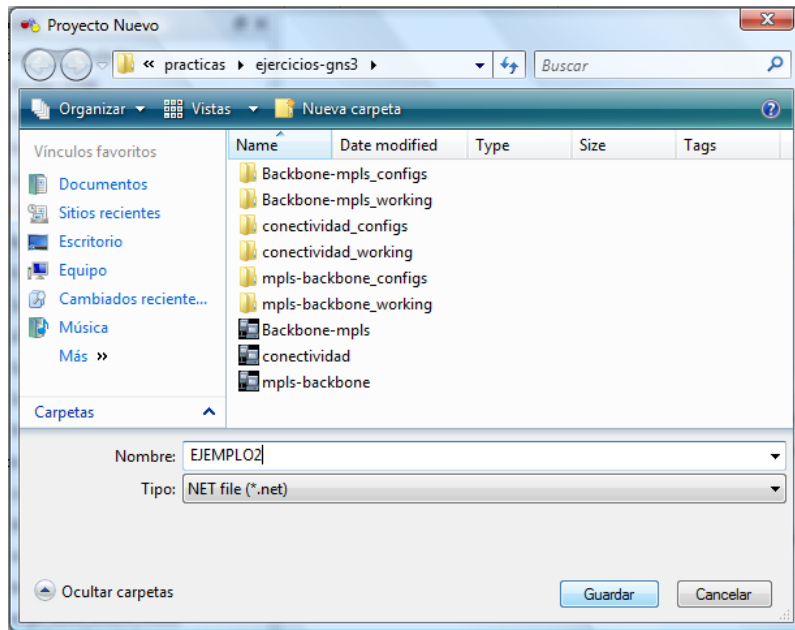 Proyecto Nuevo
« practicas ▸ ejercicios-gns3 ▸ Buscar
Organizar Vistas Nueva carpeta
Vínculos favoritos
Documentos
Sitios recientes
Escritorio
Equipo
Cambiados reciente...
Música
Más »
Carpetas
Name Date modified Type Size Tags
Backbone-mpls_configs
Backbone-mpls_working
conectividad_configs
conectividad_working
mpls-backbone_configs
mpls-backbone_working
Backbone-mpls
conectividad
mpls-backbone
Nombre: EJEMPLO2
Tipo: NET file (*.net)
Ocultar carpetas Guardar Cancelar